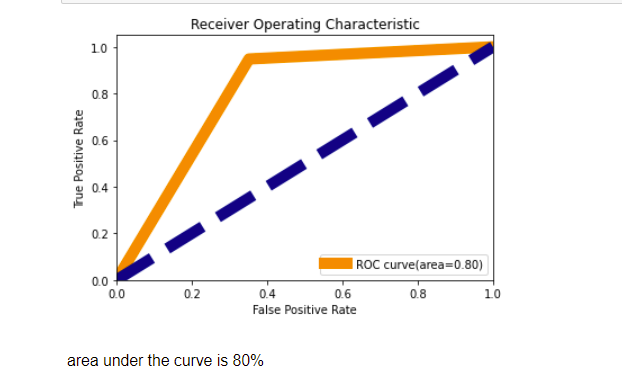 Receiver Operating Characteristic
1.0
0.8
0.6
0.4
0.2
0.0
True Positive Rate
ROC curve(area=0.80)
0.0 0.2 0.4 0.6 0.8 1.0
False Positive Rate
area under the curve is 80%